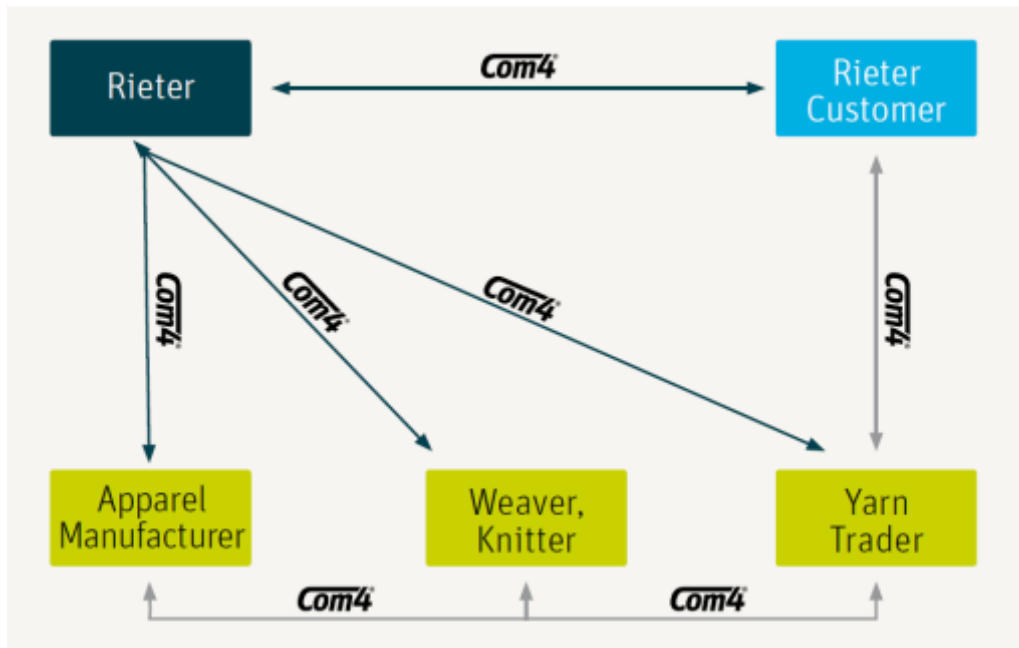 Rieter
Com4®
Rieter
Customer
Com4®
Com4®
Com4®
Com4®
Apparel
Manufacturer
Weaver,
Knitter
Yarn
Trader
Com4®
Com4®